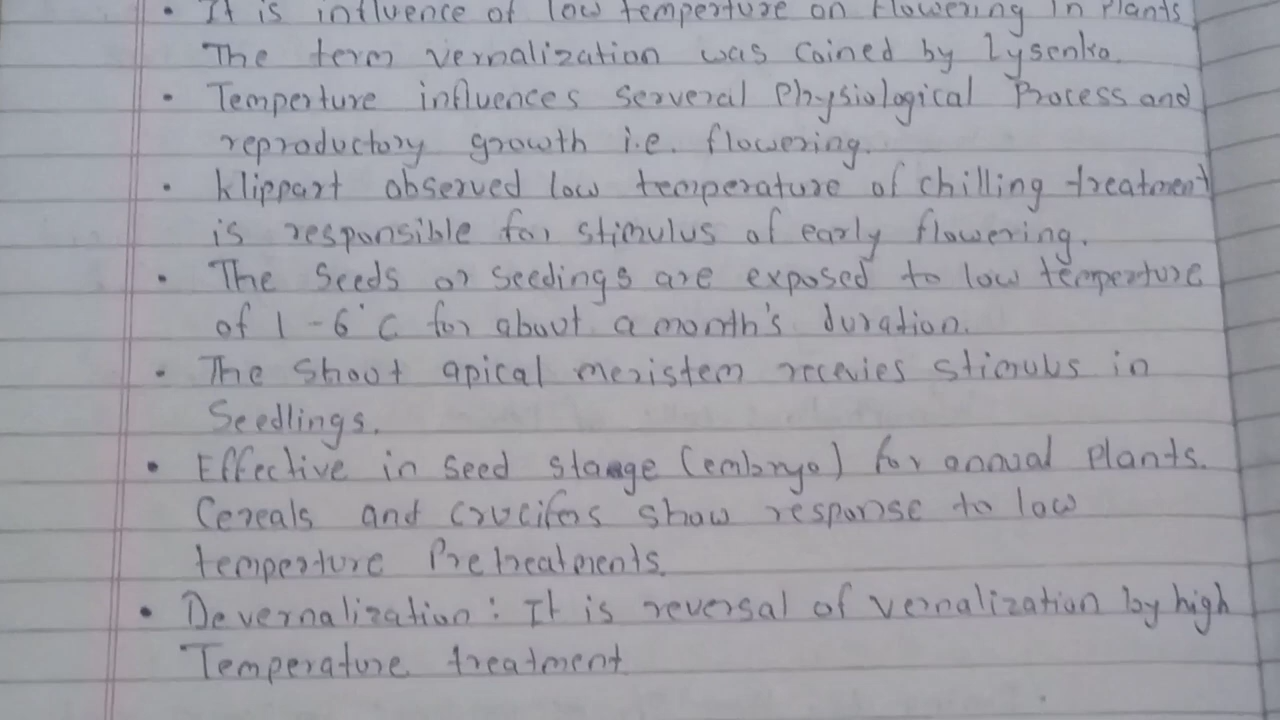 • It is influence of low temperture on flowering in Plants
The term vernalization was coined by Lysenko.
• Temperture influences serveral Physiological Process and
reproductory growth i.e. flowering.
• Klippart observed low temperature of chilling treatment
is responsible for stimulus of early flowering.
• The Seeds or seedings are exposed to low temperture
of 1-6°C for about a month's duration.
• The Shoot apical meristem recevies stimulus in
Seedlings.
• Effective in seed stange (embryo) for annual plants.
Cereals and crucifers show response to low
temperture Pretreatments.
• Devernalization: It is reversal of vernalization by high
Temperature treatment